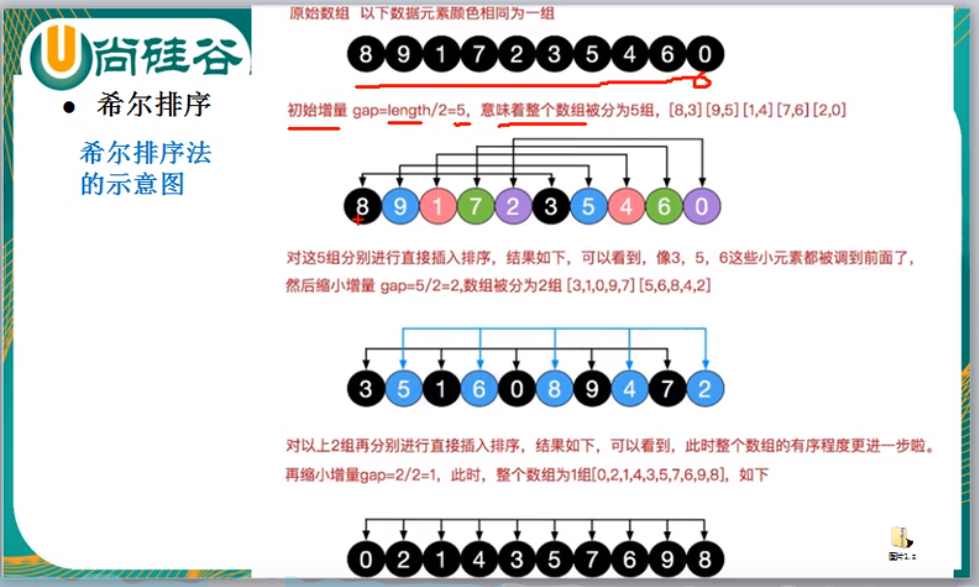 原始数组 以下数据元素颜色相同为一组
尚硅谷
8 9 1 7 2 3 5 4 6 0
● 希尔排序
初始增量 gap=length/2=5，意味着整个数组被分为5组，[8,3] [9,5] [1,4] [7,6] [2,0]
希尔排序法
的示意图
8 9 1 7 2 3 5 4 6 0
对这5组分别进行直接插入排序，结果如下，可以看到，像3，5，6这些小元素都被调到前面了，
然后缩小增量 gap=5/2=2,数组被分为2组 [3,1,0,9,7] [5,6,8,4,2]
3 5 1 6 0 8 9 4 7 2
对以上2组再分别进行直接插入排序，结果如下，可以看到，此时整个数组的有序程度更进一步啦。
再缩小增量gap=2/2=1，此时，整个数组为1组[0,2,1,4,3,5,7,6,9,8]，如下
0 2 1 4 3 5 7 6 9 8